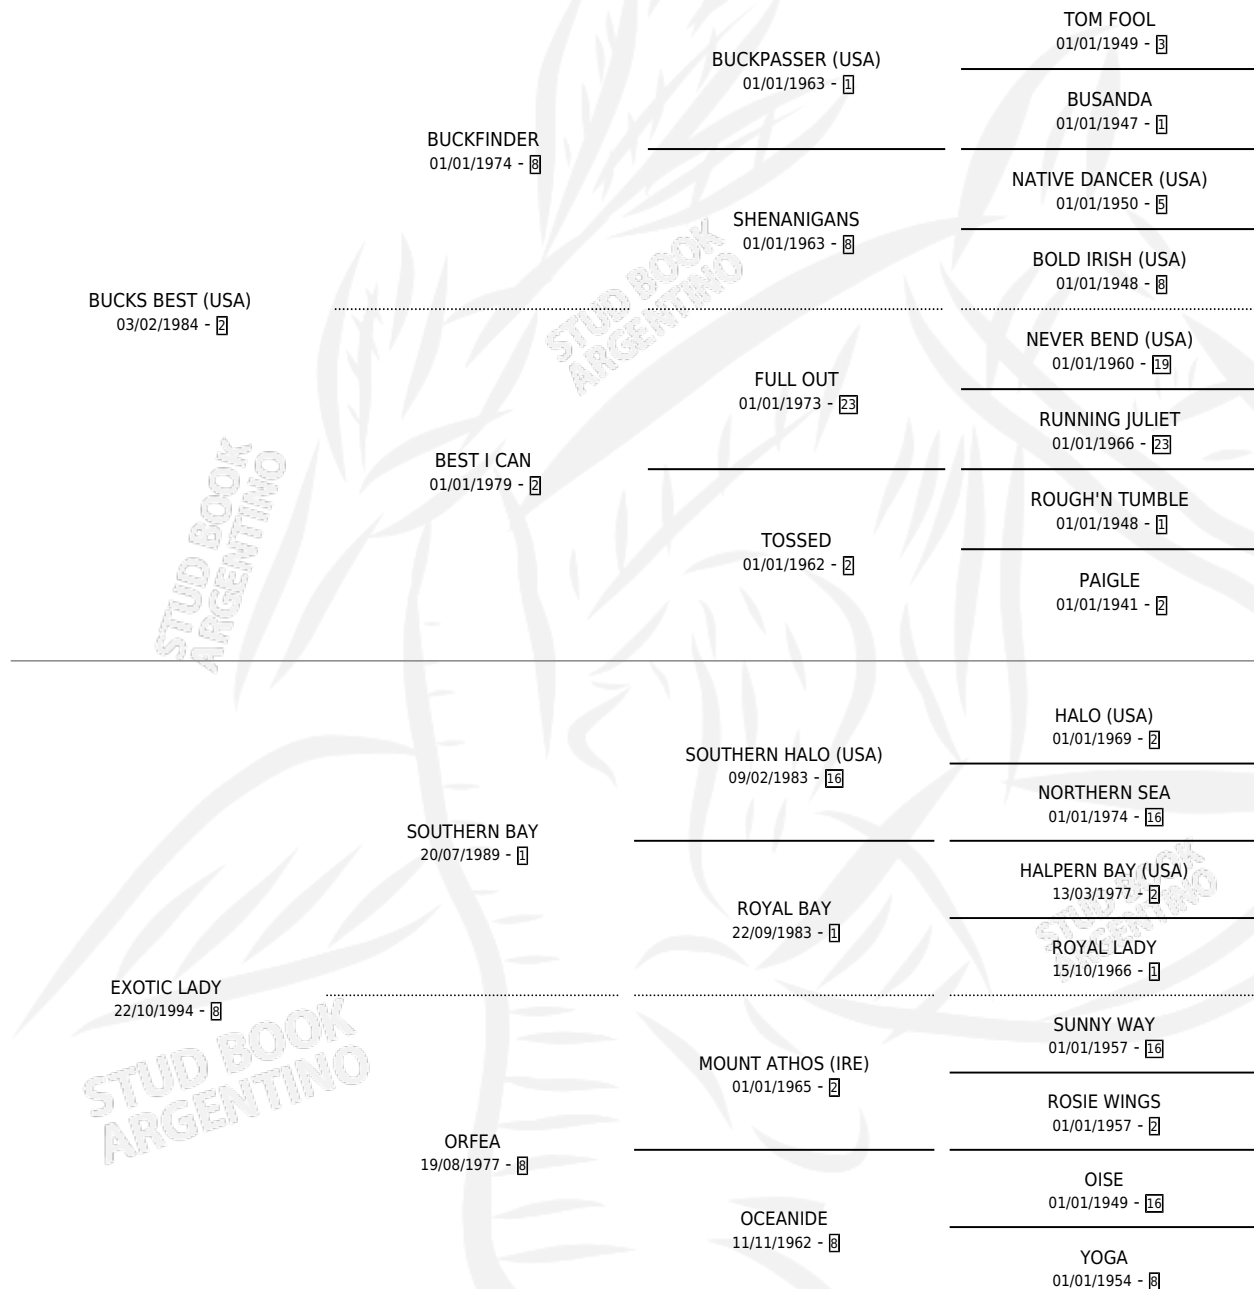 TOM FOOL
01/01/1949 - 3
BUCKPASSER (USA)
01/01/1963 - 1
BUSANDA
01/01/1947 - 1
BUCKFINDER
01/01/1974 - 8
NATIVE DANCER (USA)
01/01/1950 - 5
SHENANIGANS
01/01/1963 - 8
BOLD IRISH (USA)
01/01/1948 - 8
BUCKS BEST (USA)
03/02/1984 - 2
NEVER BEND (USA)
01/01/1960 - 19
FULL OUT
01/01/1973 - 23
RUNNING JULIET
01/01/1966 - 23
BEST I CAN
01/01/1979 - 2
ROUGH'N TUMBLE
01/01/1948 - 1
TOSSED
01/01/1962 - 2
PAIGLE
01/01/1941 - 2
HALO (USA)
01/01/1969 - 2
SOUTHERN HALO (USA)
09/02/1983 - 16
NORTHERN SEA
01/01/1974 - 16
SOUTHERN BAY
20/07/1989 - 1
HALPERN BAY (USA)
13/03/1977 - 2
ROYAL BAY
22/09/1983 - 1
ROYAL LADY
15/10/1966 - 1
EXOTIC LADY
22/10/1994 - 8
SUNNY WAY
01/01/1957 - 16
MOUNT ATHOS (IRE)
01/01/1965 - 2
ROSIE WINGS
01/01/1957 - 2
ORFEA
19/08/1977 - 8
OISE
01/01/1949 - 16
OCEANIDE
11/11/1962 - 8
YOGA
01/01/1954 - 8
STUD BOOK
ARGENTINO
STUD BOOK
ARGENTINO
STUD BOOK
ARGENTINO
STUD BOOK
ARGENTINO